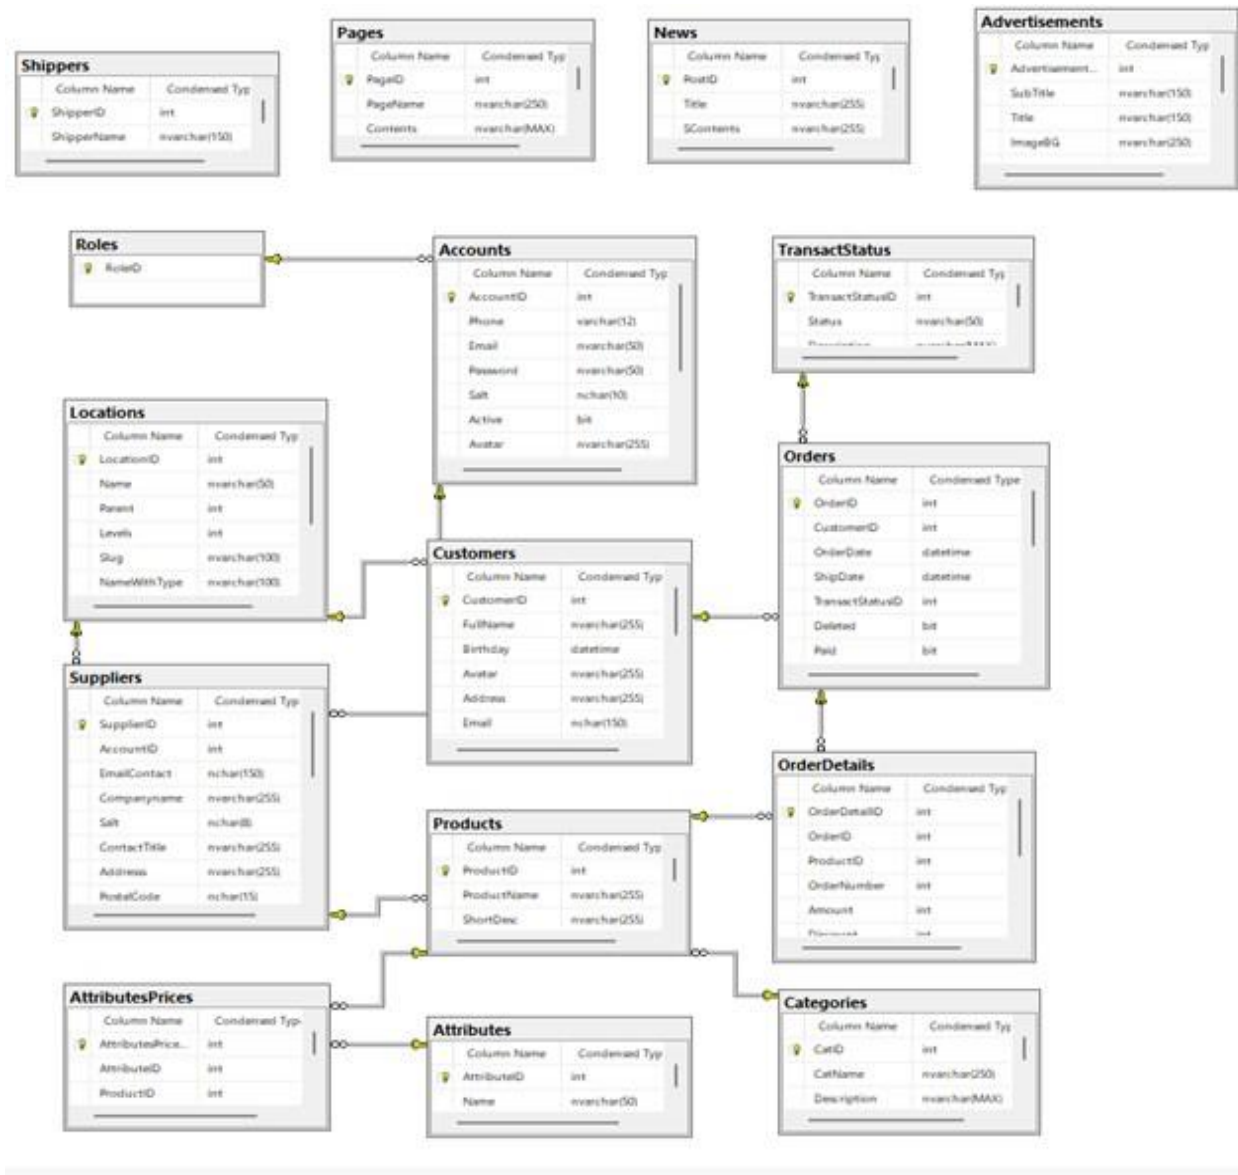 Shippers
Column Name Condensed Typ
ShipperID int
ShipperName nvarchar(150)
Pages
Column Name Condensed Typ
PageID int
PageName nvarchar(250)
Contents nvarchar(MAX)
News
Column Name Condensed Typ
PostID int
Title nvarchar(255)
SContents nvarchar(255)
Advertisements
Column Name Condensed Typ
Advertisement... int
SubTitle nvarchar(150)
Title nvarchar(150)
ImageBG nvarchar(250)
Roles
RoleID
Accounts
Column Name Condensed Typ
AccountID int
Phone varchar(12)
Email nvarchar(50)
Password nvarchar(50)
Salt nchar(10)
Active bit
Avatar nvarchar(255)
TransactStatus
Column Name Condensed Typ
TransactStatusID int
Status nvarchar(50)
Description nvarchar(MAX)
Locations
Column Name Condensed Typ
LocationID int
Name nvarchar(50)
Parent int
Levels int
Slug nvarchar(100)
NameWithType nvarchar(100)
Customers
Column Name Condensed Typ
CustomerID int
FullName nvarchar(255)
Birthday datetime
Avatar nvarchar(255)
Address nvarchar(255)
Email nchar(150)
Orders
Column Name Condensed Type
OrderID int
CustomerID int
OrderDate datetime
ShipDate datetime
TransactStatusID int
Deleted bit
Paid bit
Suppliers
Column Name Condensed Typ
SupplierID int
AccountID int
EmailContact nchar(150)
Companyname nvarchar(255)
Salt nchar(8)
ContactTitle nvarchar(255)
Address nvarchar(255)
PostalCode nchar(15)
Products
Column Name Condensed Typ
ProductID int
ProductName nvarchar(255)
ShortDesc nvarchar(255)
OrderDetails
Column Name Condensed Typ
OrderDetailID int
OrderID int
ProductID int
OrderNumber int
Amount int
Discount int
AttributesPrices
Column Name Condensed Typ
AttributesPrice... int
AttributeID int
ProductID int
Attributes
Column Name Condensed Typ
AttributeID int
Name nvarchar(50)
Categories
Column Name Condensed Typ
CatID int
CatName nvarchar(250)
Description nvarchar(MAX)